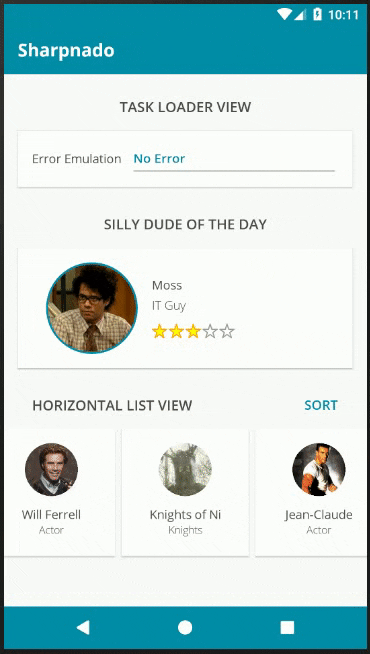 10:11
Sharpnado
TASK LOADER VIEW
Error Emulation No Error
SILLY DUDE OF THE DAY
Moss
IT Guy
HORIZONTAL LIST VIEW SORT
Will Ferrell Knights of Ni Jean-Claude
Actor Knights Actor